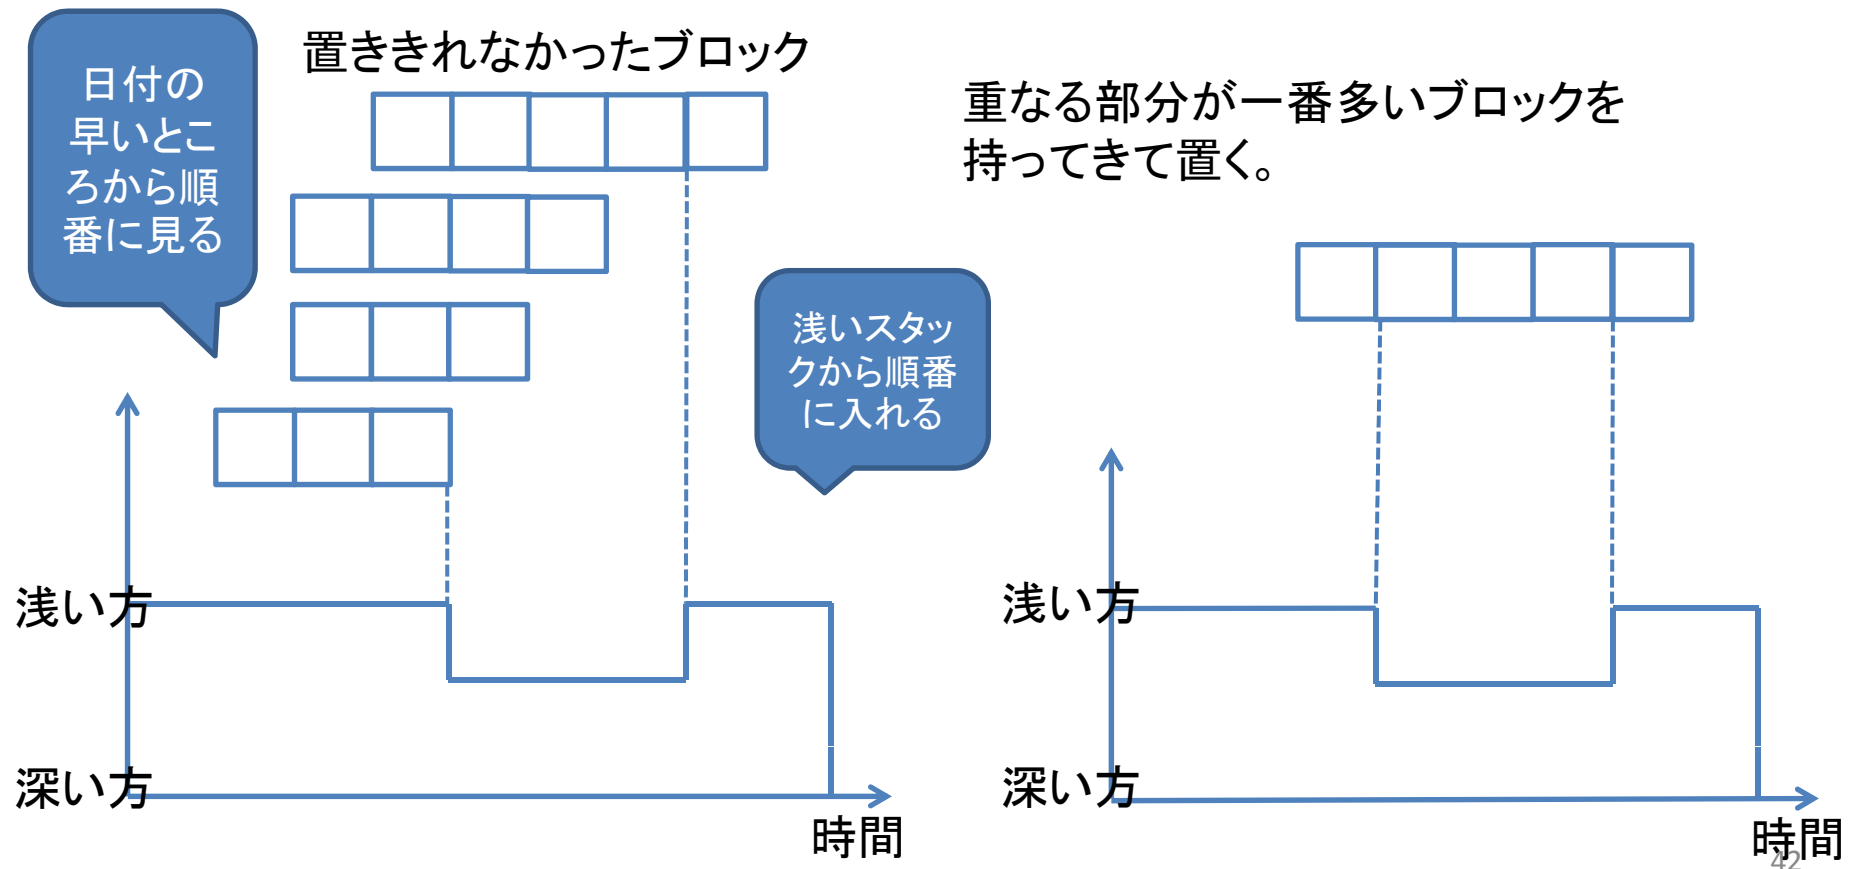 日付の
早いとこ
ろから順
番に見る
置ききれなかったブロック
重なる部分が一番多いブロックを
持ってきて置く。
浅いスタッ
クから順番
に入れる
浅い方
深い方
時間
浅い方
深い方
時間
42